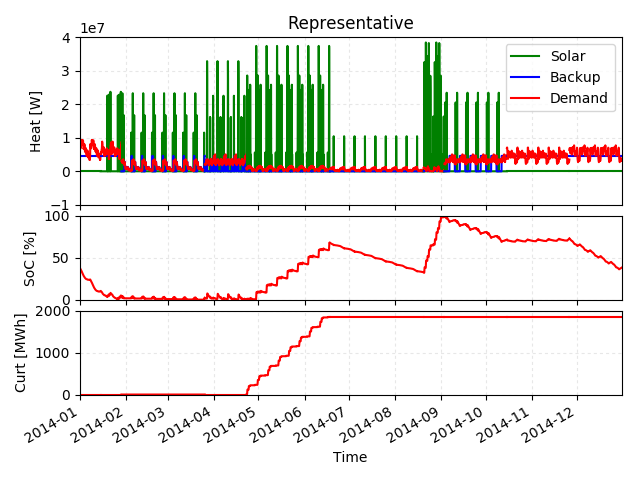 Representative
1e7
Heat [W]
4
3
2
1
0
−1
Solar
Backup
Demand
SoC [%]
100
50
0
Curt [MWh]
2000
1000
0
2014-01
2014-02
2014-03
2014-04
2014-05
2014-06
2014-07
2014-08
2014-09
2014-10
2014-11
2014-12
Time